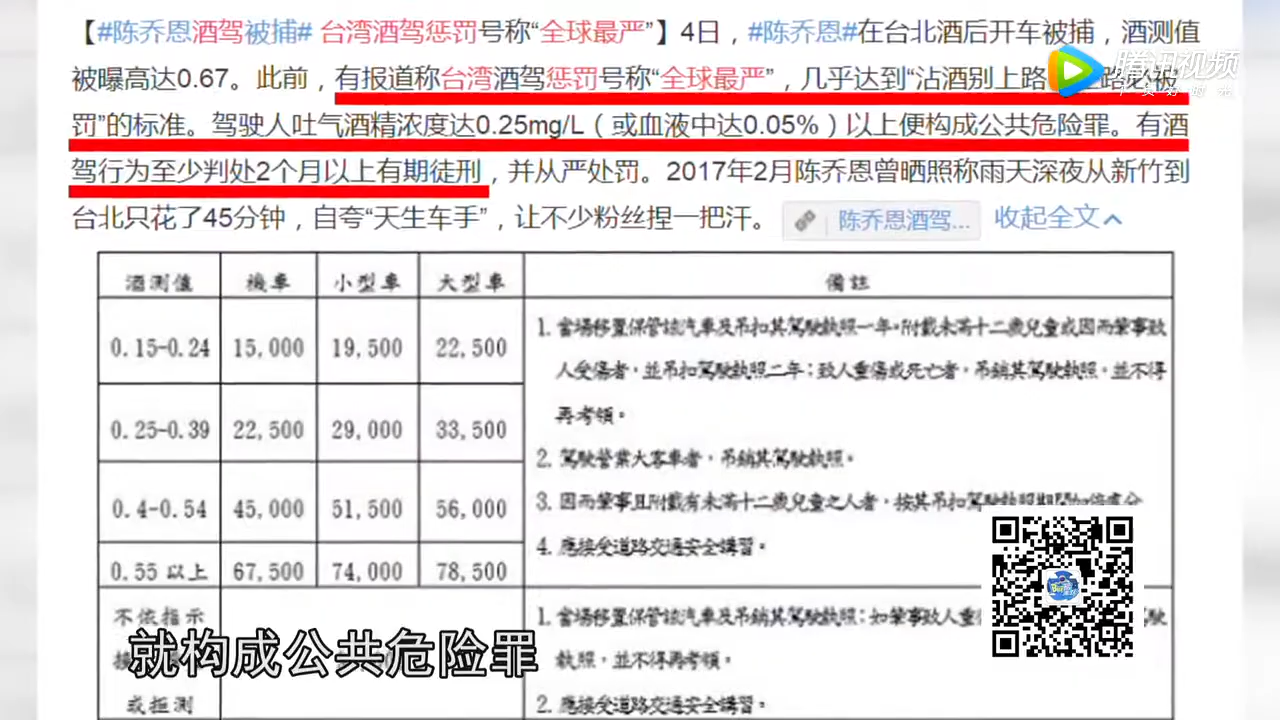 【#陈乔恩酒驾被捕# 台湾酒驾惩罚号称“全球最严”】4日，#陈乔恩#在台北酒后开车被捕，酒测值
被曝高达0.67。此前，有报道称台湾酒驾惩罚号称“全球最严”，几乎达到“沾酒别上路
罚”的标准。驾驶人吐气酒精浓度达0.25mg/L（或血液中达0.05%）以上便构成公共危险罪。有酒
驾行为至少判处2个月以上有期徒刑，并从严处罚。2017年2月陈乔恩曾晒照称雨天深夜从新竹到
台北只花了45分钟，自夸“天生车手”，让不少粉丝捏一把汗。 陈乔恩酒驾... 收起全文
腾讯视频
酒測值 機車 小型車 大型車 備註
0.15-0.24 15,000 19,500 22,500
1. 當場移置保管該汽車及吊扣其駕駛執照一年，附載未滿十二歲兒童或因而肇事致
人受傷者，並吊扣駕駛執照二年；致人重傷或死亡者，吊銷其駕駛執照，並不得
再考領。
0.25-0.39 22,500 29,000 33,500
2. 駕駛營業大客車者，吊銷其駕駛執照。
0.4-0.54 45,000 51,500 56,000
3. 因而肇事且附載有未滿十二歲兒童之人者，按其吊扣駕駛執照期間加倍處分
4. 應接受道路交通安全講習。
0.55 以上 67,500 74,000 78,500
不依指示
或拒測
1. 當場移置保管該汽車及吊銷其駕駛執照；如肇事致人重
執照，並不得再考領。
2. 應接受道路交通安全講習。
就构成公共危险罪